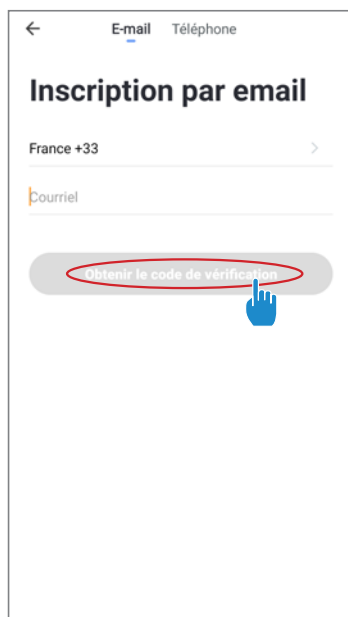 E-mail Téléphone
Inscription par email
France +33
Courriel
Obtenir le code de vérification